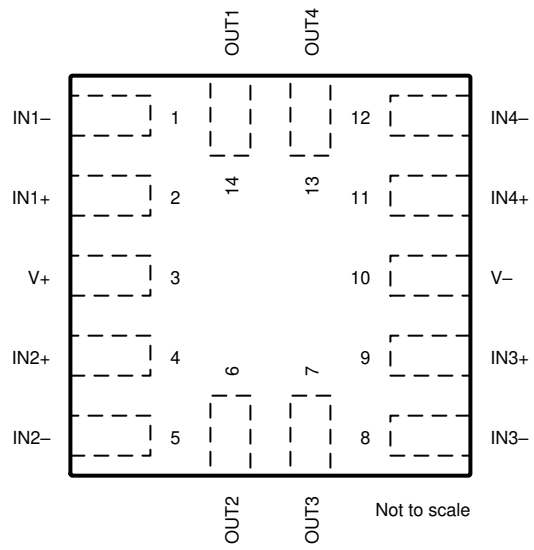 OUT1 OUT4
IN1– 1 12 IN4–
14 13
IN1+ 2 11 IN4+
V+ 3 10 V–
IN2+ 4 6 7 9 IN3+
IN2– 5 8 IN3–
OUT2 OUT3
Not to scale